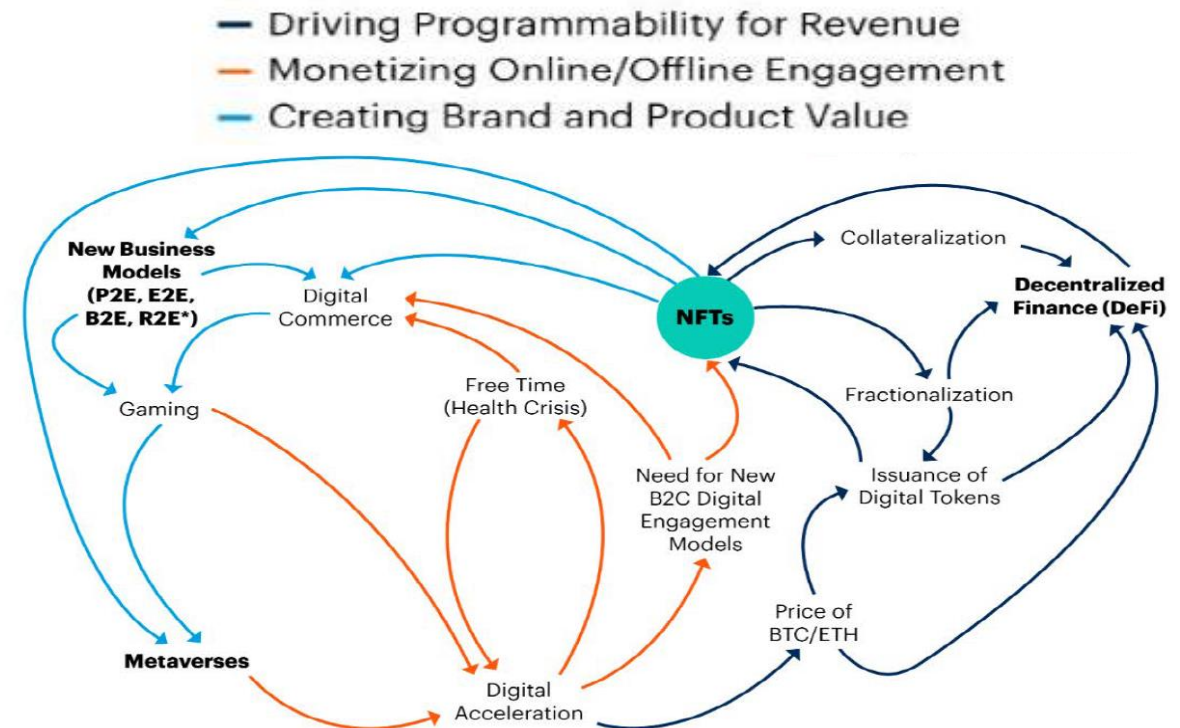 Driving Programmability for Revenue
Monetizing Online/Offline Engagement
Creating Brand and Product Value
New Business
Models
(P2E, E2E,
B2E, R2E*)
Digital
Commerce
NFTs
Collateralization
Decentralized
Finance (DeFi)
Free Time
(Health Crisis)
Fractionalization
Gaming
Need for New
B2C Digital
Engagement
Models
Issuance of
Digital Tokens
Price of
BTC/ETH
Metaverses
Digital
Acceleration